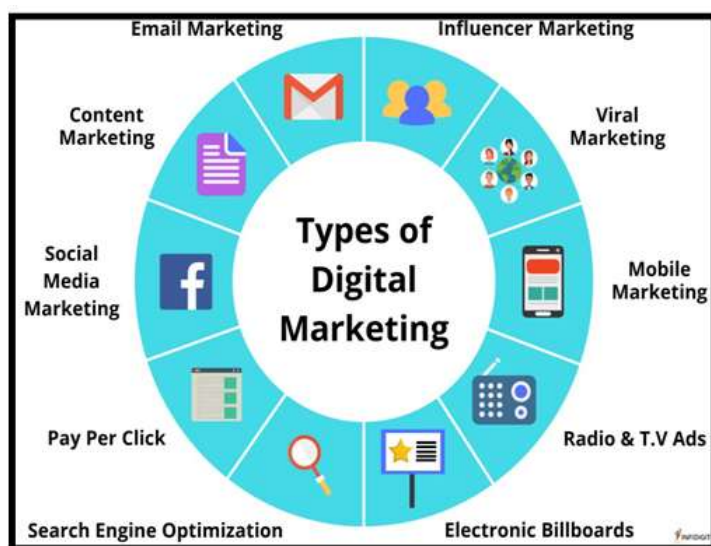 Email Marketing
Influencer Marketing
Content
Marketing
Viral
Marketing
Types of
Digital
Marketing
Social
Media
Marketing
Mobile
Marketing
Pay Per Click
Radio & T.V Ads
Search Engine Optimization
Electronic Billboards
INFIDIGIT